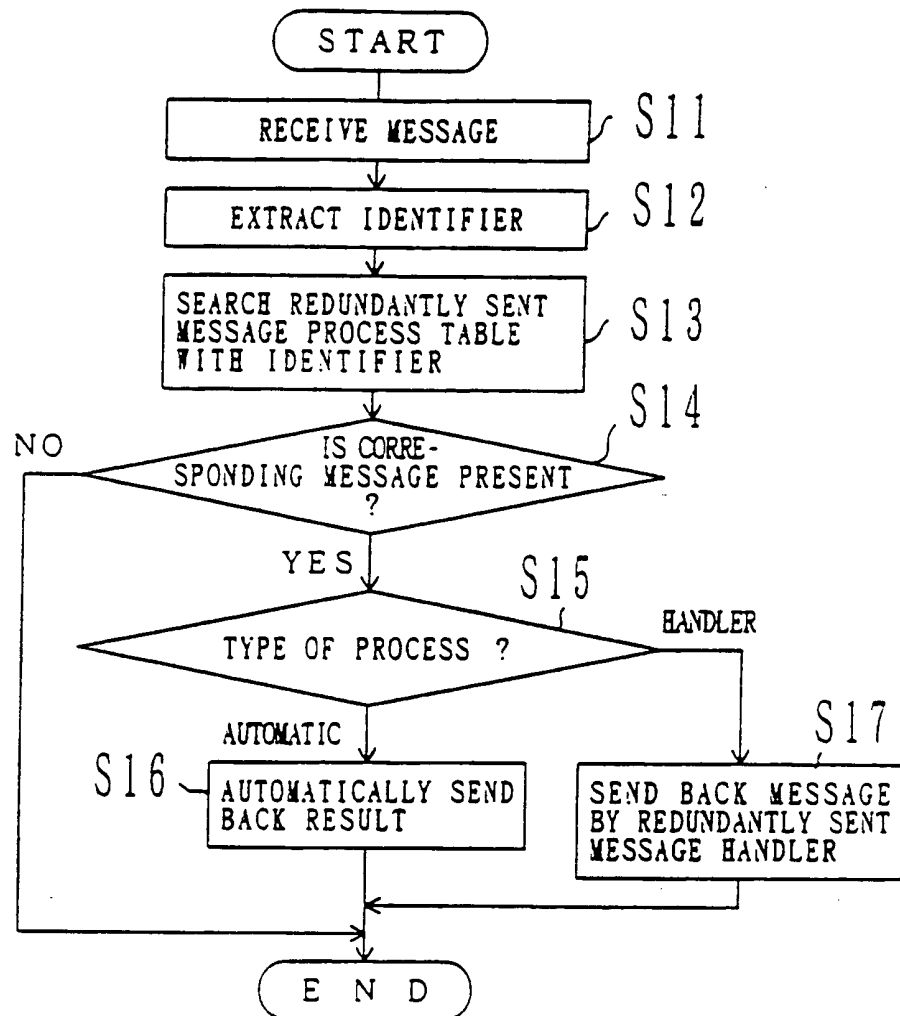 START
RECEIVE MESSAGE
S11
EXTRACT IDENTIFIER
S12
SEARCH REDUNDANTLY SENT
MESSAGE PROCESS TABLE
WITH IDENTIFIER
S13
S14
NO
IS CORRE-
SPONDING MESSAGE PRESENT
?
YES
S15
TYPE OF PROCESS ?
HANDLER
AUTOMATIC
S16
AUTOMATICALLY SEND
BACK RESULT
S17
SEND BACK MESSAGE
BY REDUNDANTLY SENT
MESSAGE HANDLER
END